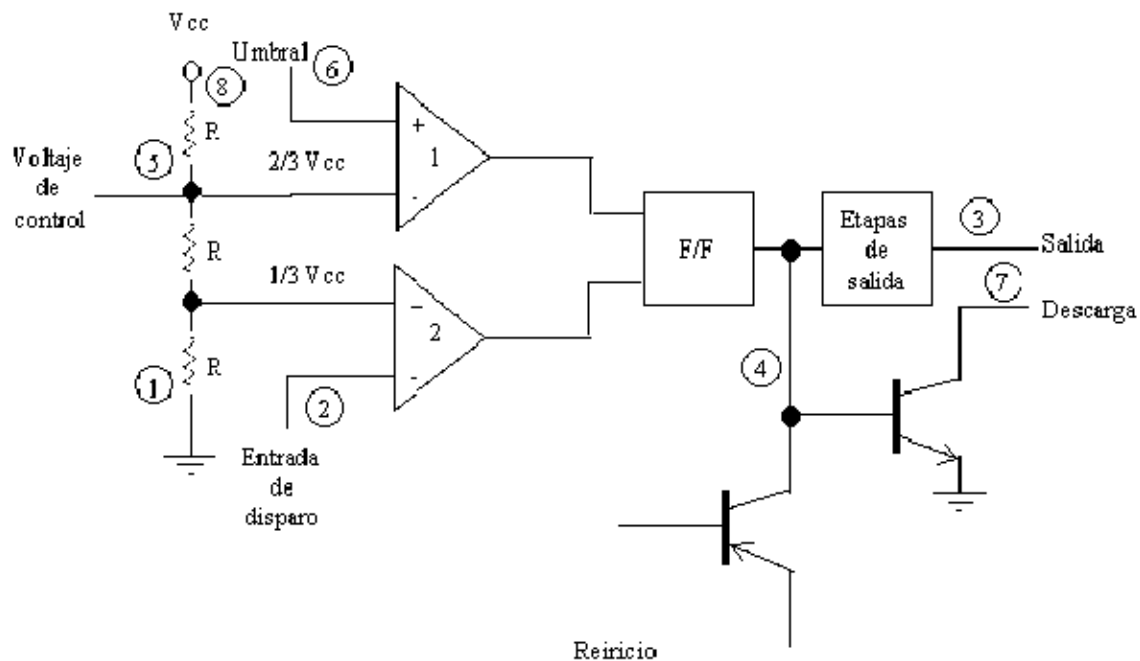 Vcc
Umbral
6
8
R
Voltaje
de
control
5
2/3 Vcc
+
1
-
R
1/3 Vcc
F/F
Etapas
de
salida
3
Salida
7
Descarga
−
2
-
R
1
2
4
Entrada
de
disparo
Reiricio